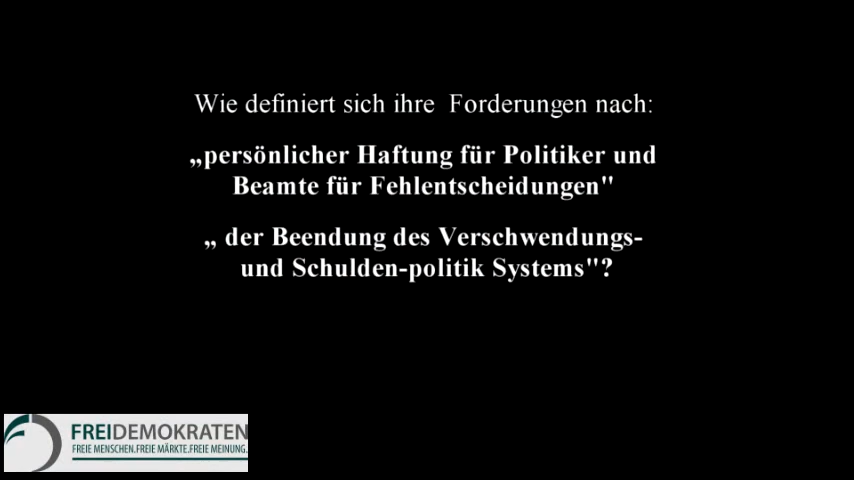 Wie definiert sich ihre  Forderungen nach:
„persönlicher Haftung für Politiker und
Beamte für Fehlentscheidungen"
„ der Beendung des Verschwendungs-
und Schulden-politik Systems"?
FREIDEMOKRATEN
FREIE MENSCHEN.FREIE MÄRKTE.FREIE MEINUNG.